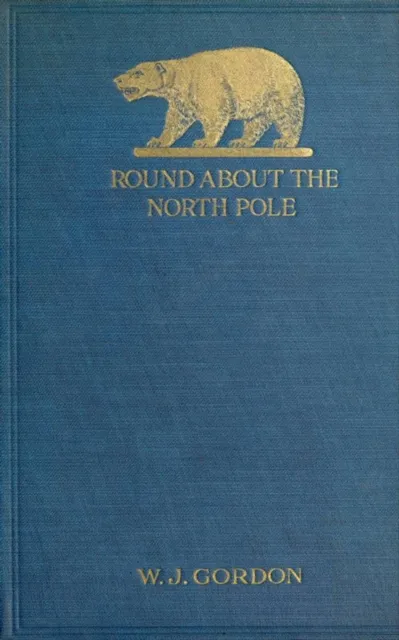 ROUND ABOUT THE
NORTH POLE
W. J. GORDON